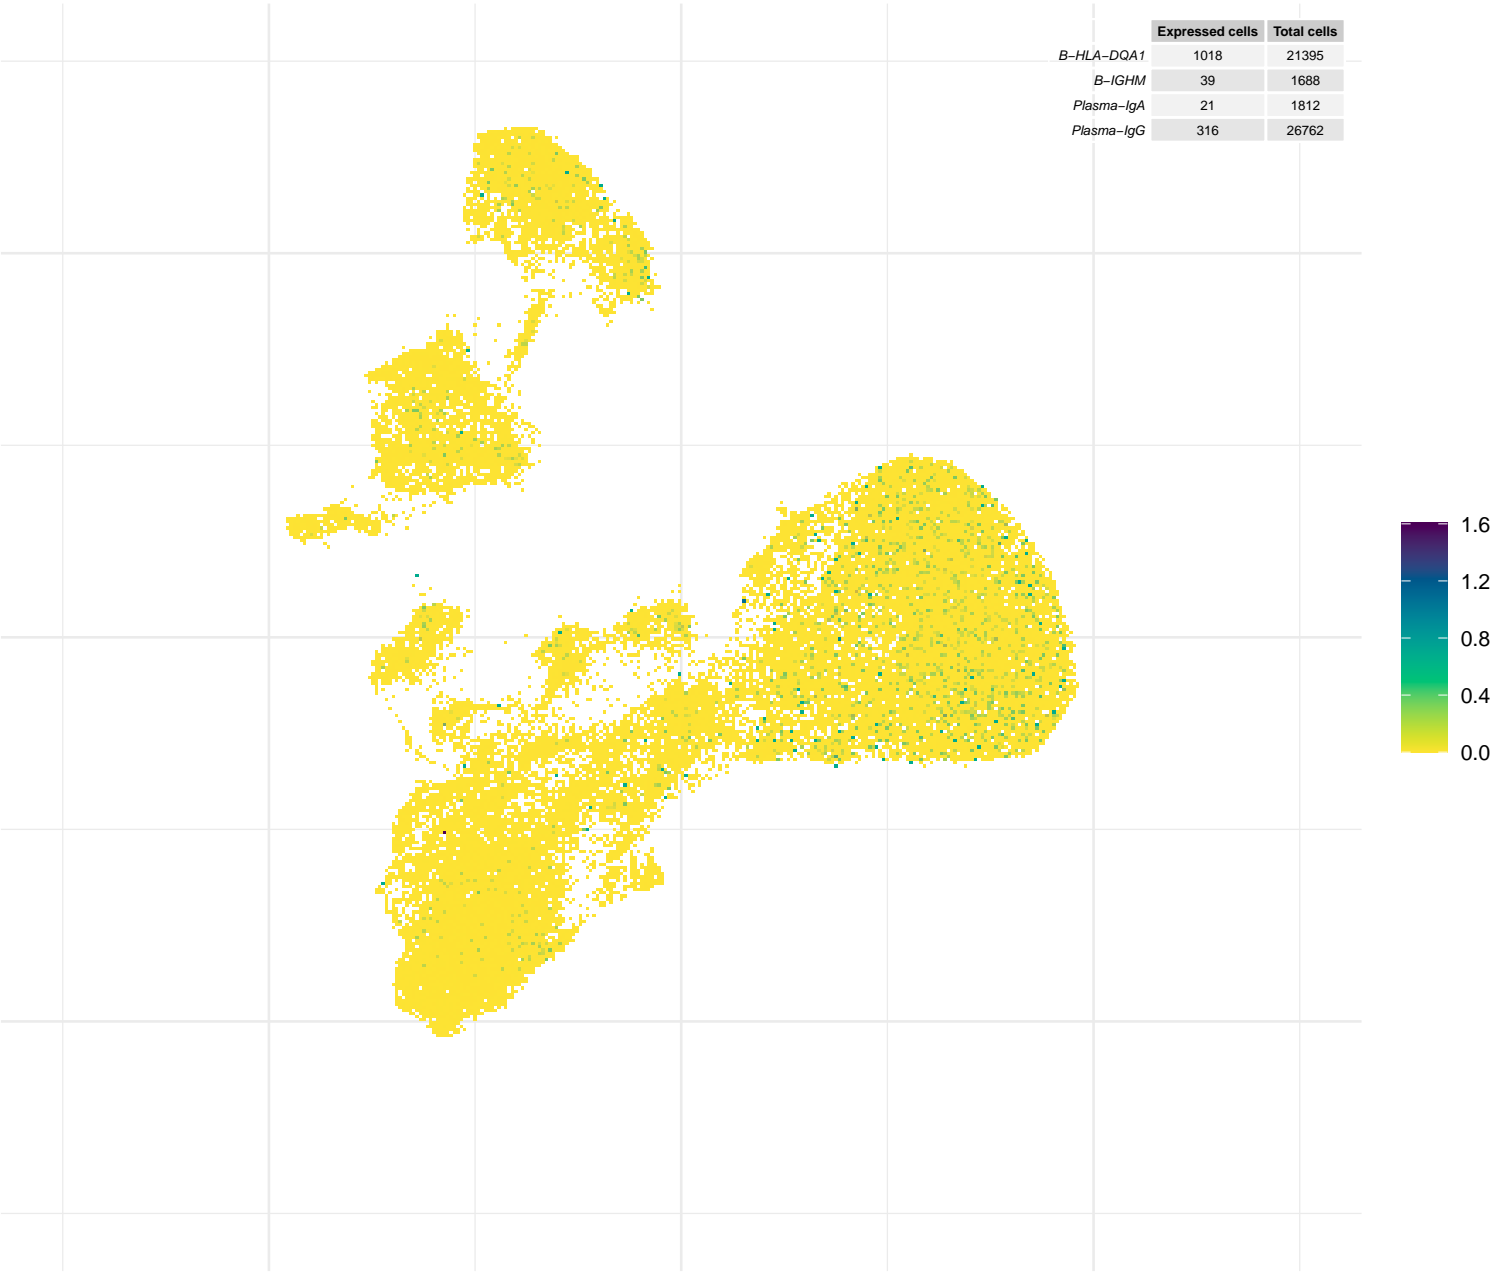 Expressed cells Total cells
B−HLA−DQA1 1018 21395
B−IGHM 39 1688
Plasma−IgA 21 1812
Plasma−IgG 316 26762
1.6
1.2
0.8
0.4
0.0